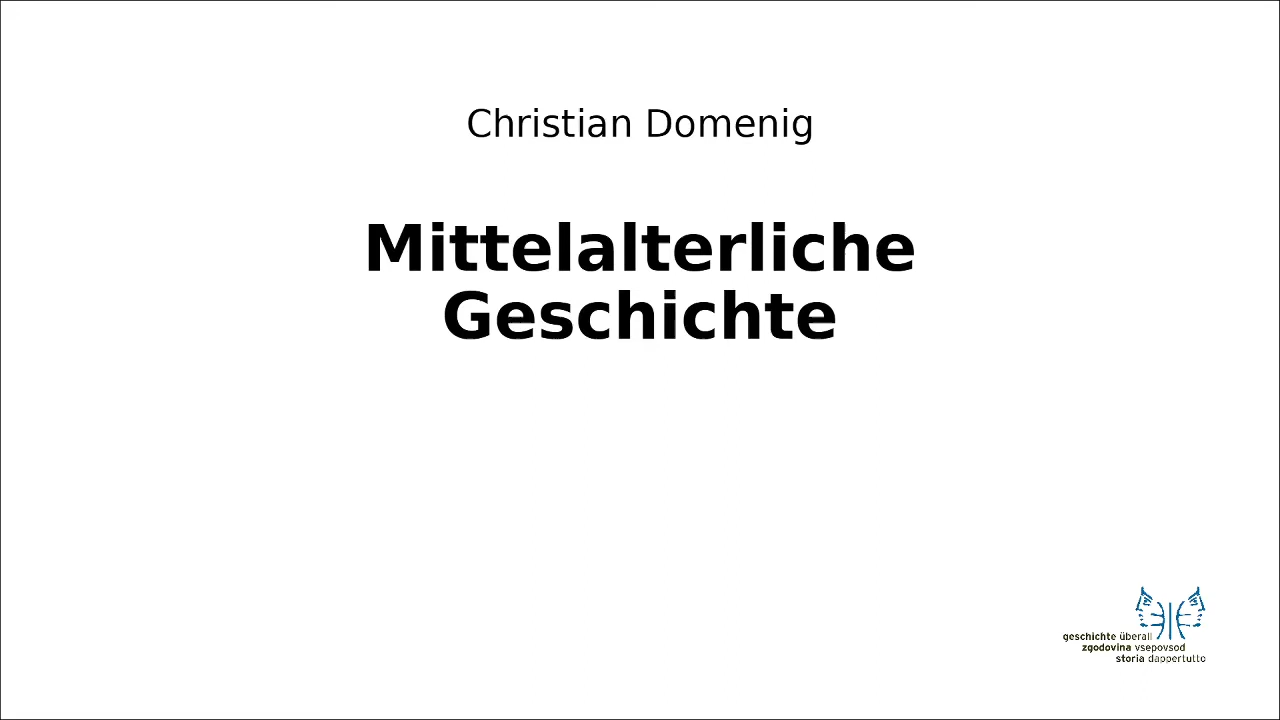 Christian Domenig
Mittelalterliche
Geschichte
geschichte überall
zgodovina vsepovsod
storia dappertutto